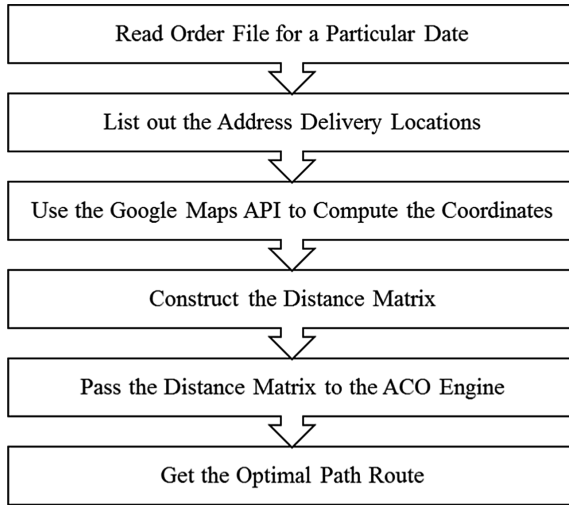 Read Order File for a Particular Date
List out the Address Delivery Locations
Use the Google Maps API to Compute the Coordinates
Construct the Distance Matrix
Pass the Distance Matrix to the ACO Engine
Get the Optimal Path Route